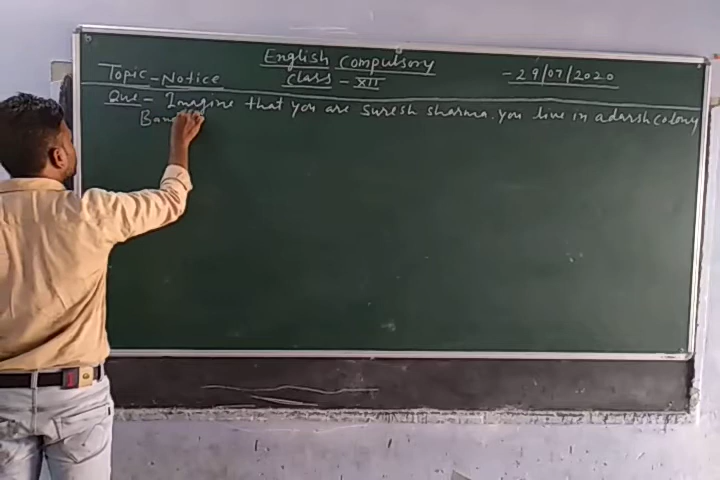 English Compulsory
Class - XII
- 29/07/2020
Topic - Notice
Que - Imagine that you are Suresh Sharma. You live in adarsh colony